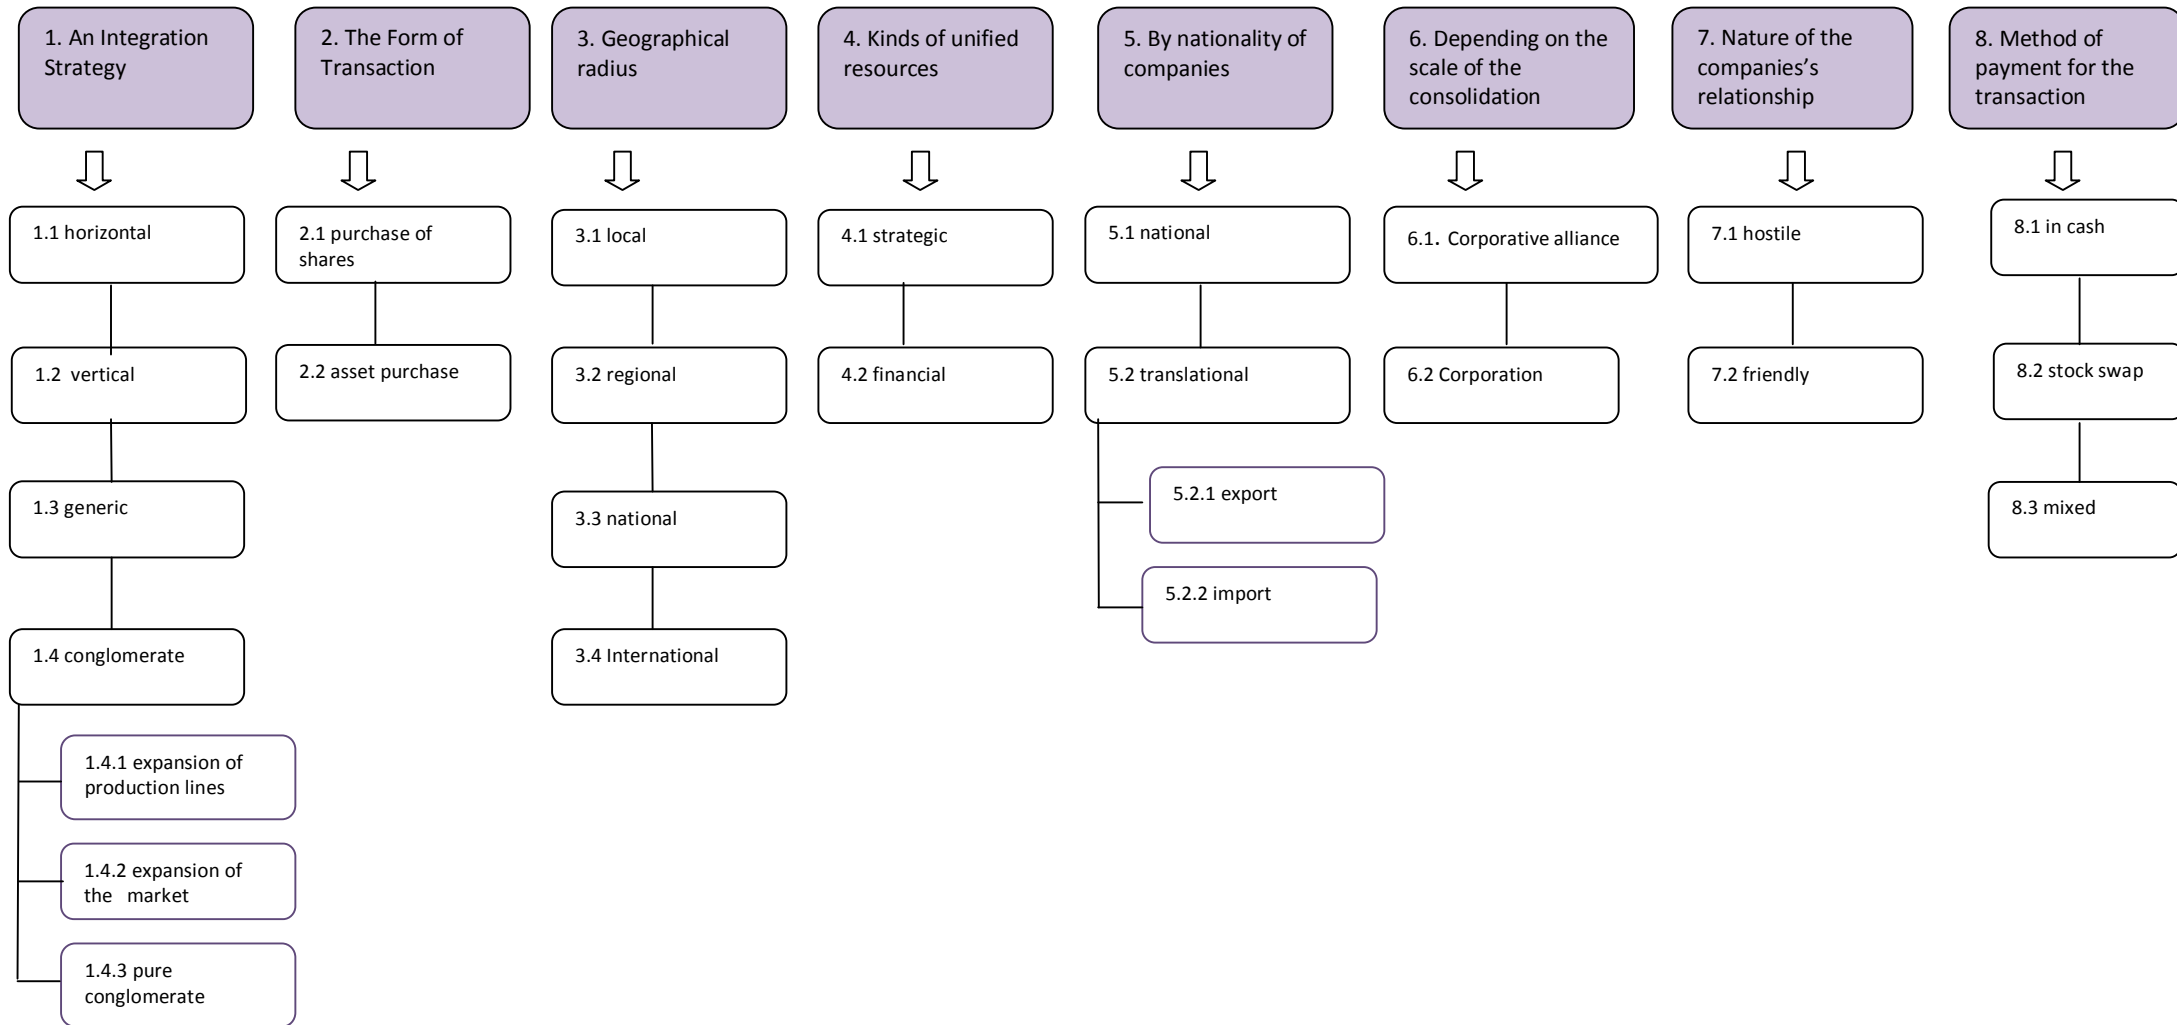 1. An Integration
Strategy
2. The Form of
Transaction
3. Geographical
radius
4. Kinds of unified
resources
5. By nationality of
companies
6. Depending on the
scale of the
consolidation
7. Nature of the
companies’s
relationship
8. Method of
payment for the
transaction
1.1 horizontal
1.2 vertical
1.3 generic
1.4 conglomerate
1.4.1 expansion of
production lines
1.4.2 expansion of
the market
1.4.3 pure
conglomerate
2.1 purchase of
shares
2.2 asset purchase
3.1 local
3.2 regional
3.3 national
3.4 International
4.1 strategic
4.2 financial
5.1 national
5.2 translational
5.2.1 export
5.2.2 import
6.1. Corporative alliance
6.2 Corporation
7.1 hostile
7.2 friendly
8.1 in cash
8.2 stock swap
8.3 mixed